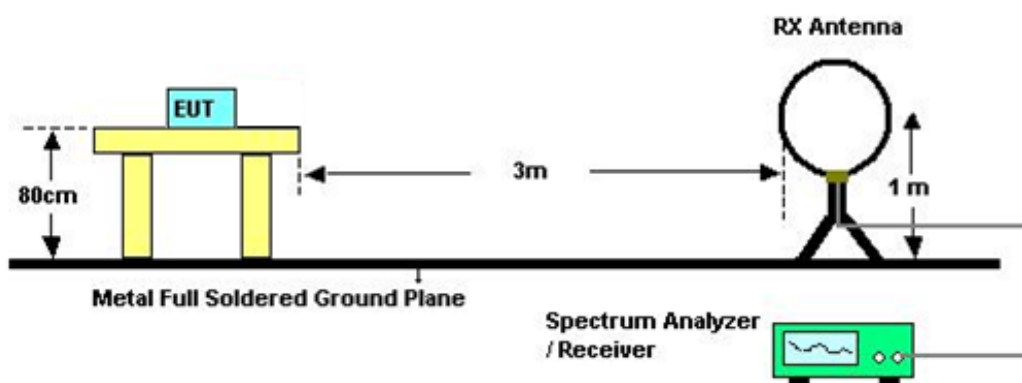 RX Antenna
EUT
80cm
3m
1 m
Metal Full Soldered Ground Plane
Spectrum Analyzer
/ Receiver